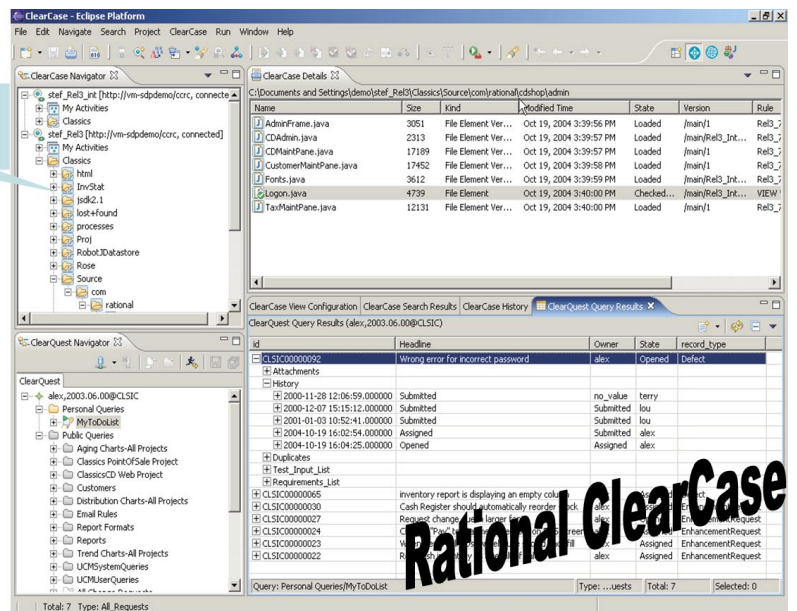 ClearCase - Eclipse Platform
File Edit Navigate Search Project ClearCase Run Window Help
ClearCase Navigator
stef_Rel3_int [http://vm-sdpdemo/ccrc, connecte
My Activities
Classics
stef_Rel3 [http://vm-sdpdemo/ccrc, connected]
My Activities
Classics
html
InvStat
jsdk2.1
lost+found
processes
Proj
RobotJDatastore
Rose
Source
com
rational
ClearCase Details
C:\Documents and Settings\demo\stef_Rel3\Classics\Source\com\rational\cdshop\admin
Name Size Kind Modified Time State Version Rule
AdminFrame.java 3051 File Element Ver... Oct 19, 2004 3:39:56 PM Loaded /main/1 Rel3_7
CDAdmin.java 2313 File Element Ver... Oct 19, 2004 3:39:57 PM Loaded /main/Rel3_Int... Rel3_7
CDMaintPane.java 17189 File Element Ver... Oct 19, 2004 3:39:57 PM Loaded /main/1 Rel3_7
CustomerMaintPane.java 17452 File Element Ver... Oct 19, 2004 3:39:58 PM Loaded /main/1 Rel3_7
Fonts.java 3612 File Element Ver... Oct 19, 2004 3:39:59 PM Loaded /main/Rel3_Int... Rel3_7
Logon.java 4739 File Element Oct 19, 2004 3:40:00 PM Checked... /main/Rel3_Int... VIEW
TaxMaintPane.java 12131 File Element Ver... Oct 19, 2004 3:40:00 PM Loaded /main/1 Rel3_7
ClearCase View Configuration ClearCase Search Results ClearCase History ClearQuest Query Results
ClearQuest Query Results (alex,2003.06.00@CLSIC)
id Headline Owner State record_type
CLSIC00000092 Wrong error for incorrect password alex Opened Defect
Attachments
History
2000-11-28 12:06:59.000000 Submitted no_value terry
2000-12-07 15:15:12.000000 Submitted Submitted lou
2001-01-03 10:52:41.000000 Submitted Submitted lou
2004-10-19 16:02:54.000000 Assigned Submitted alex
2004-10-19 16:04:25.000000 Opened Assigned alex
Duplicates
Test_Input_List
Requirements_List
CLSIC00000065 inventory report is displaying an empty
CLSIC00000030 Cash Register should automatically reorder
CLSIC00000027 Request change larger EnhancementRequest
CLSIC00000024 EnhancementRequest
CLSIC00000023 alex Assigned EnhancementRequest
CLSIC00000022 alex Assigned EnhancementRequest
Query: Personal Queries/MyToDoList Type: ...uests Total: 7 Selected: 0
ClearQuest Navigator
ClearQuest
alex,2003.06.00@CLSIC
Personal Queries
MyToDoList
Public Queries
Aging Charts-All Projects
Classics PointOfSale Project
ClassicsCD Web Project
Customers
Distribution Charts-All Projects
Email Rules
Report Formats
Reports
Trend Charts-All Projects
UCMSystemQueries
UCMUserQueries
Total: 7 Type: All_Requests
Rational ClearCase